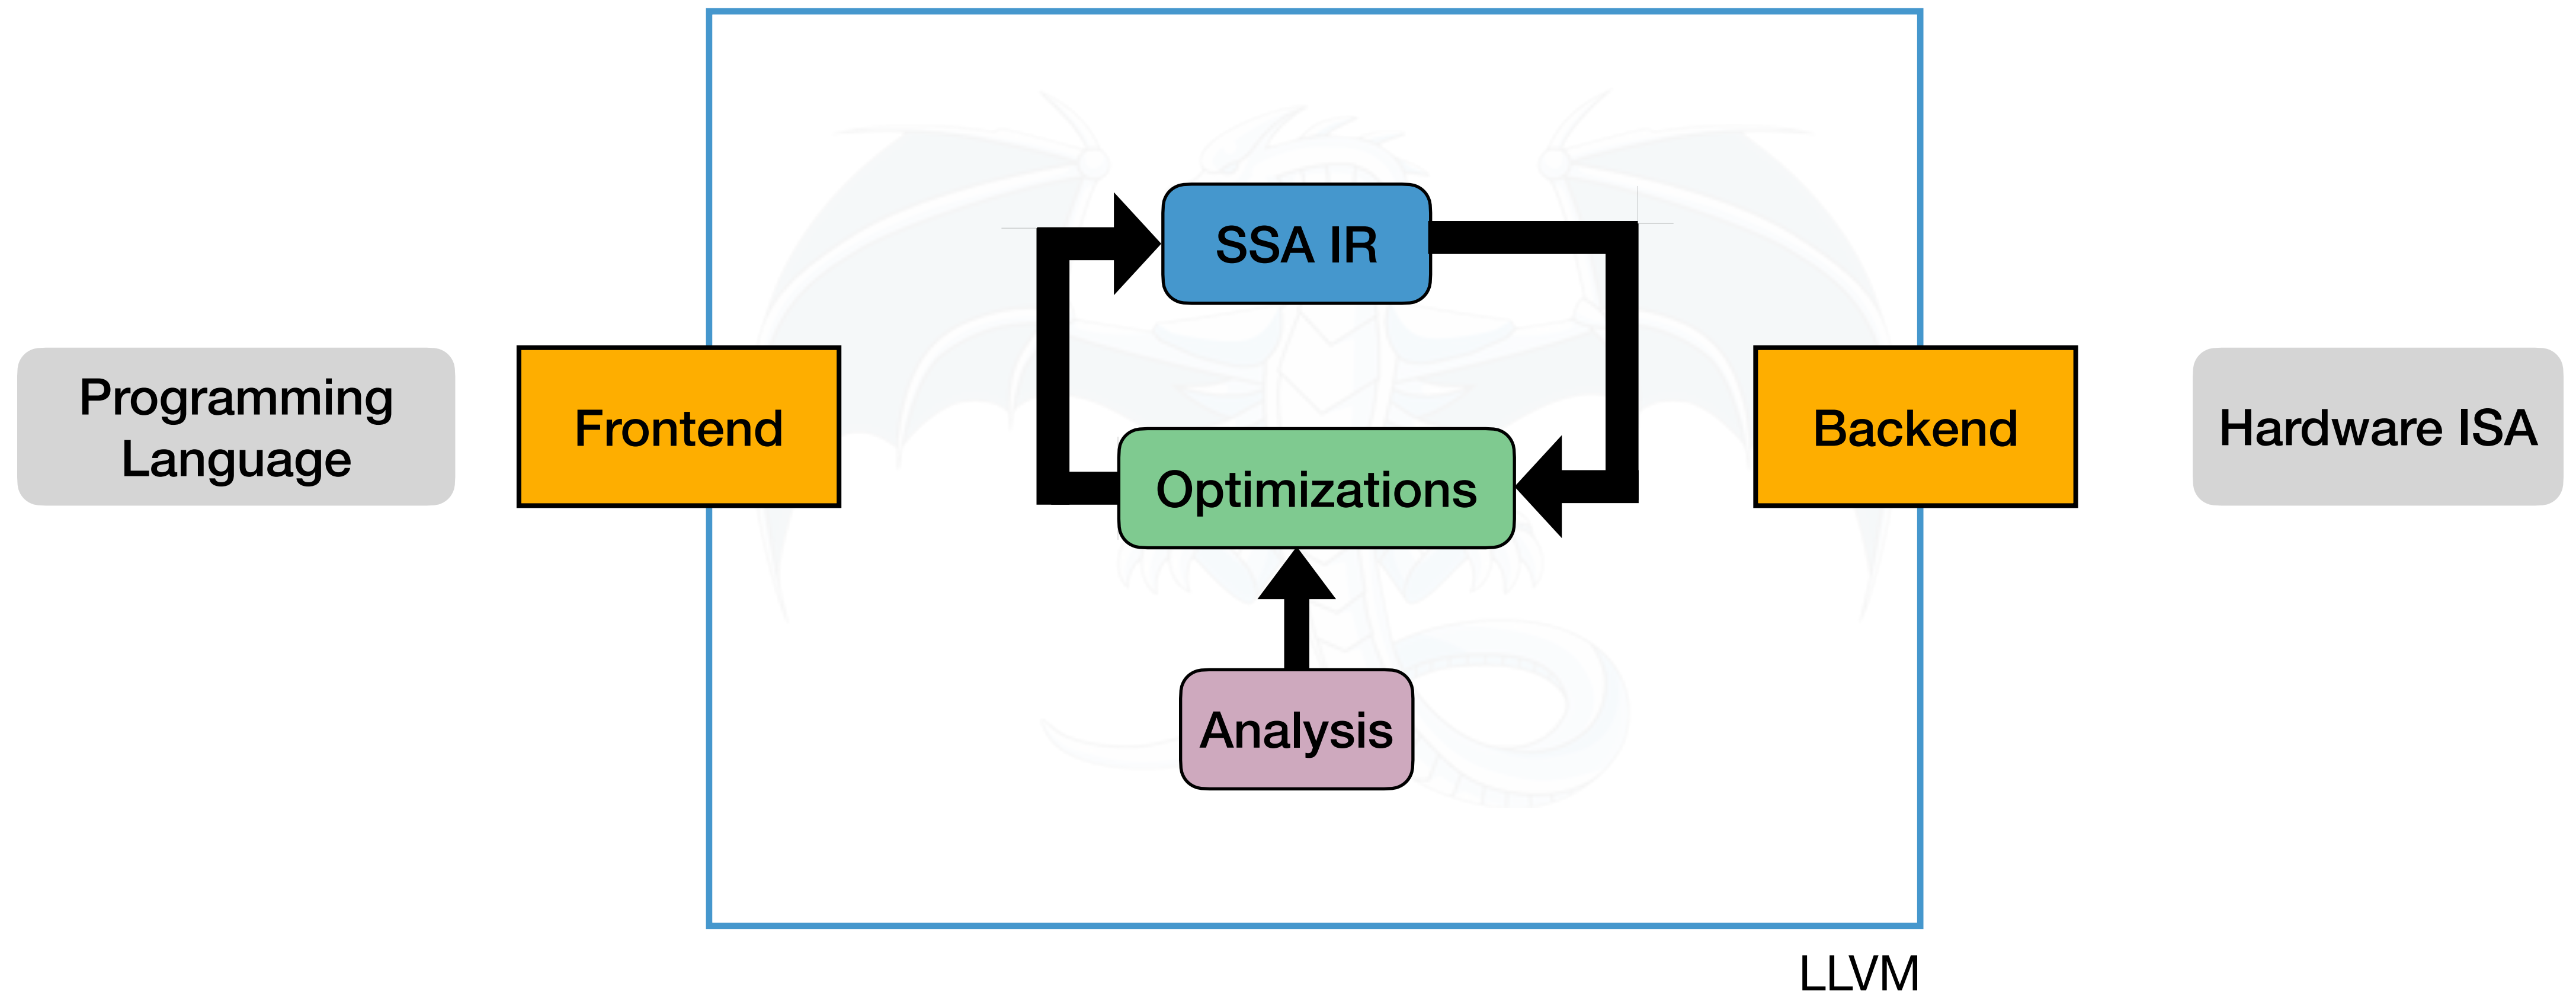 Programming
Language
Frontend
SSA IR
Optimizations
Analysis
Backend
Hardware ISA
LLVM